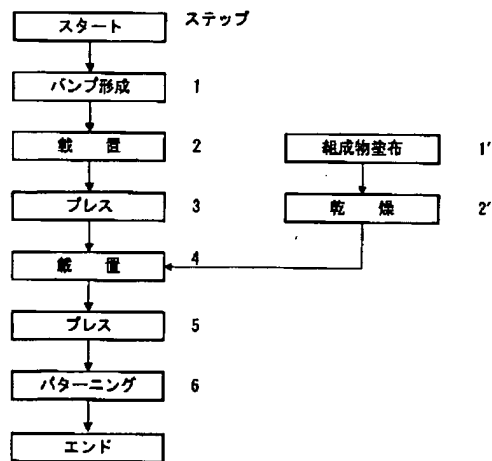 スタート ステップ
バンプ形成 1
載 置 2
組成物塗布 1′
プレス 3
乾 燥 2′
載 置 4
プレス 5
パターニング 6
エンド